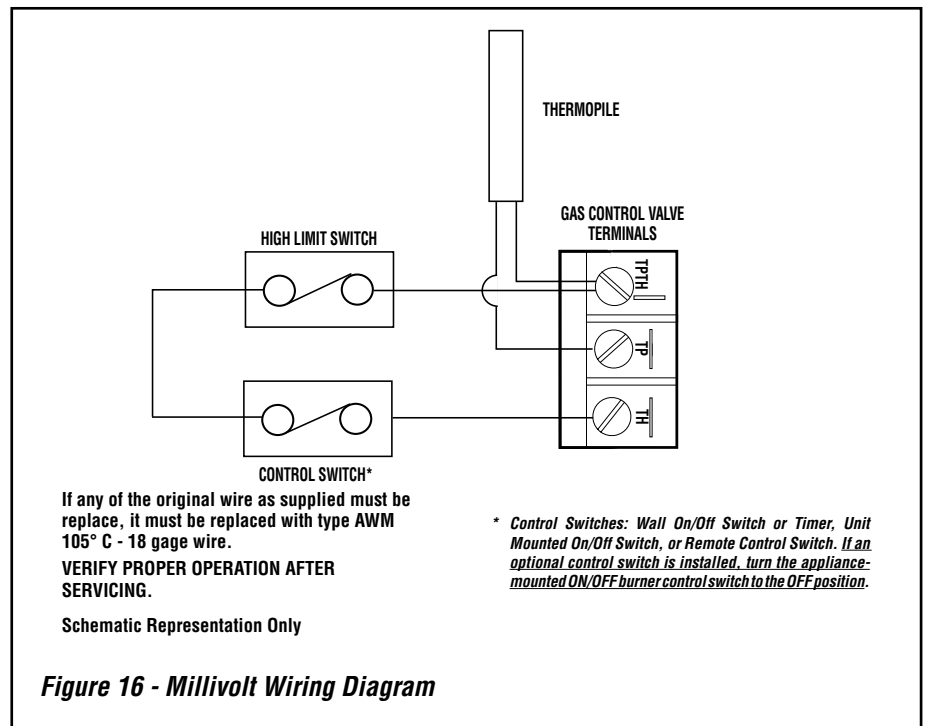 THERMOPILE
GAS CONTROL VALVE
TERMINALS
HIGH LIMIT SWITCH
TPTH
TP
TH
CONTROL SWITCH*
If any of the original wire as supplied must be
replace, it must be replaced with type AWM
105° C - 18 gage wire.
VERIFY PROPER OPERATION AFTER
SERVICING.
Schematic Representation Only
* Control Switches: Wall On/Off Switch or Timer, Unit
Mounted On/Off Switch, or Remote Control Switch. If an
optional control switch is installed, turn the appliance-
mounted ON/OFF burner control switch to the OFF position.
Figure 16 - Millivolt Wiring Diagram